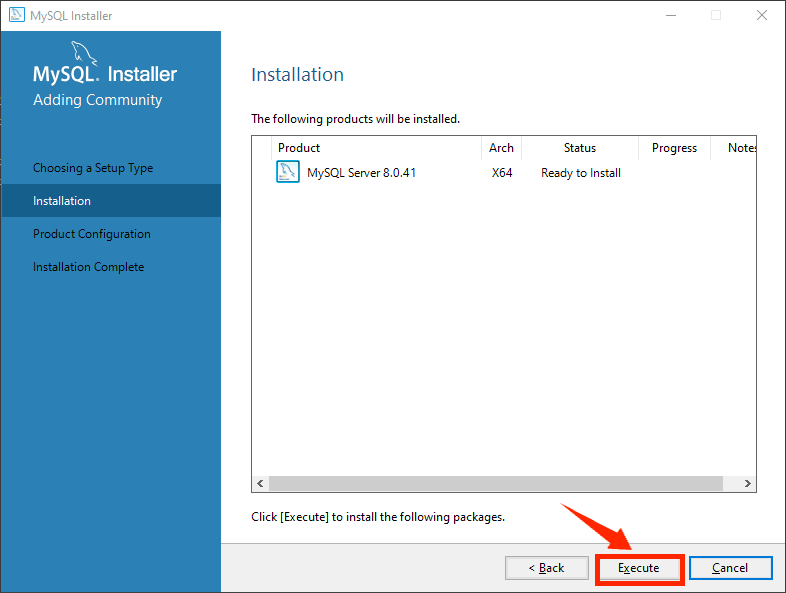 MySQL Installer
MySQL. Installer
Adding Community
Choosing a Setup Type
Installation
Product Configuration
Installation Complete
Installation
The following products will be installed.
Product Arch Status Progress Notes
MySQL Server 8.0.41 X64 Ready to Install
Click [Execute] to install the following packages.
< Back Execute Cancel